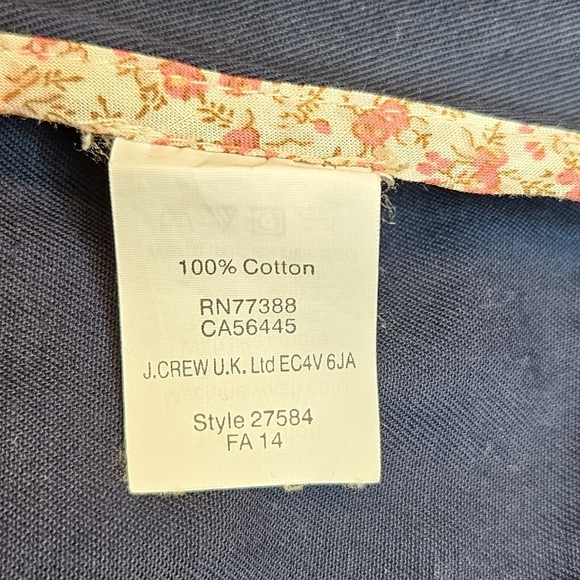 100% Cotton
RN77388
CA56445
J.CREW U.K. Ltd EC4V 6JA
Style 27584
FA 14